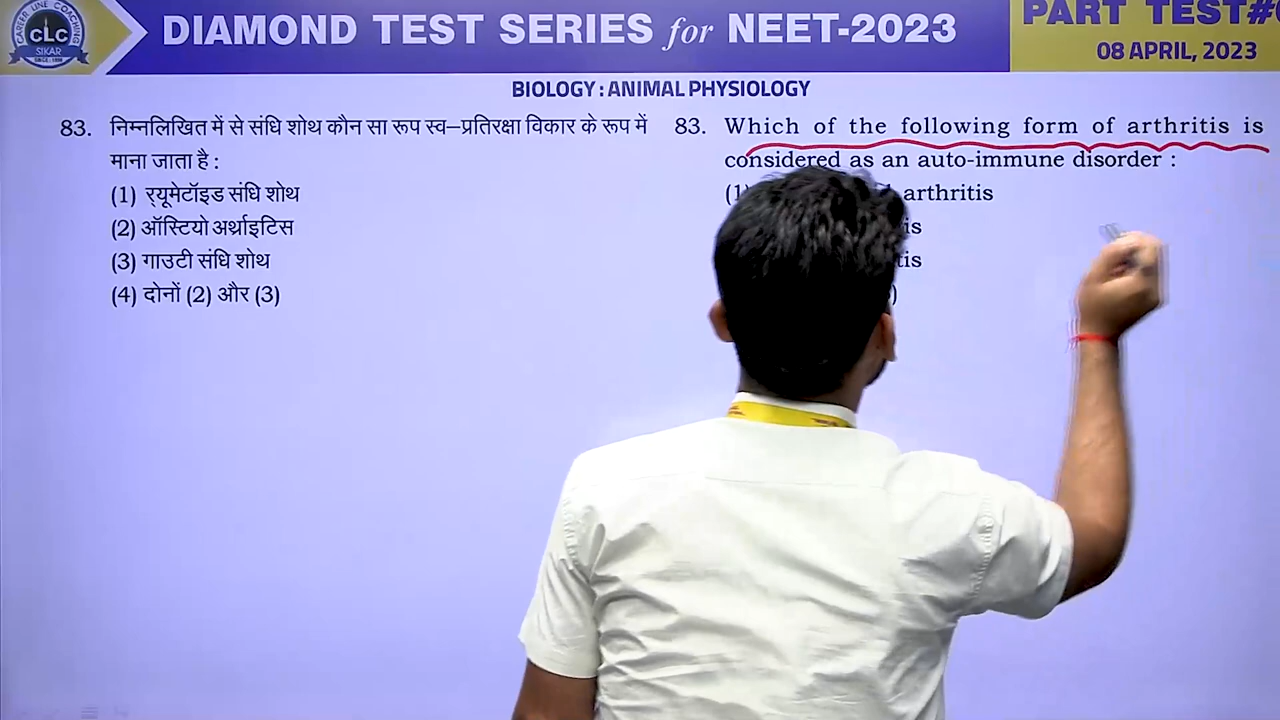 CAREER LINE COACHING
CLC
SIKAR
SINCE : 1996
DIAMOND TEST SERIES for NEET-2023
PART TEST#
08 APRIL, 2023
BIOLOGY : ANIMAL PHYSIOLOGY
83. निम्नलिखित में से संधि शोथ कौन सा रूप स्व–प्रतिरक्षा विकार के रूप में
माना जाता है :
(1) र्‍यूमेटॉइड संधि शोथ
(2) ऑस्टियो अर्थ्राइटिस
(3) गाउटी संधि शोथ
(4) दोनों (2) और (3)
83. Which of the following form of arthritis is
considered as an auto-immune disorder :
(1) arthritis